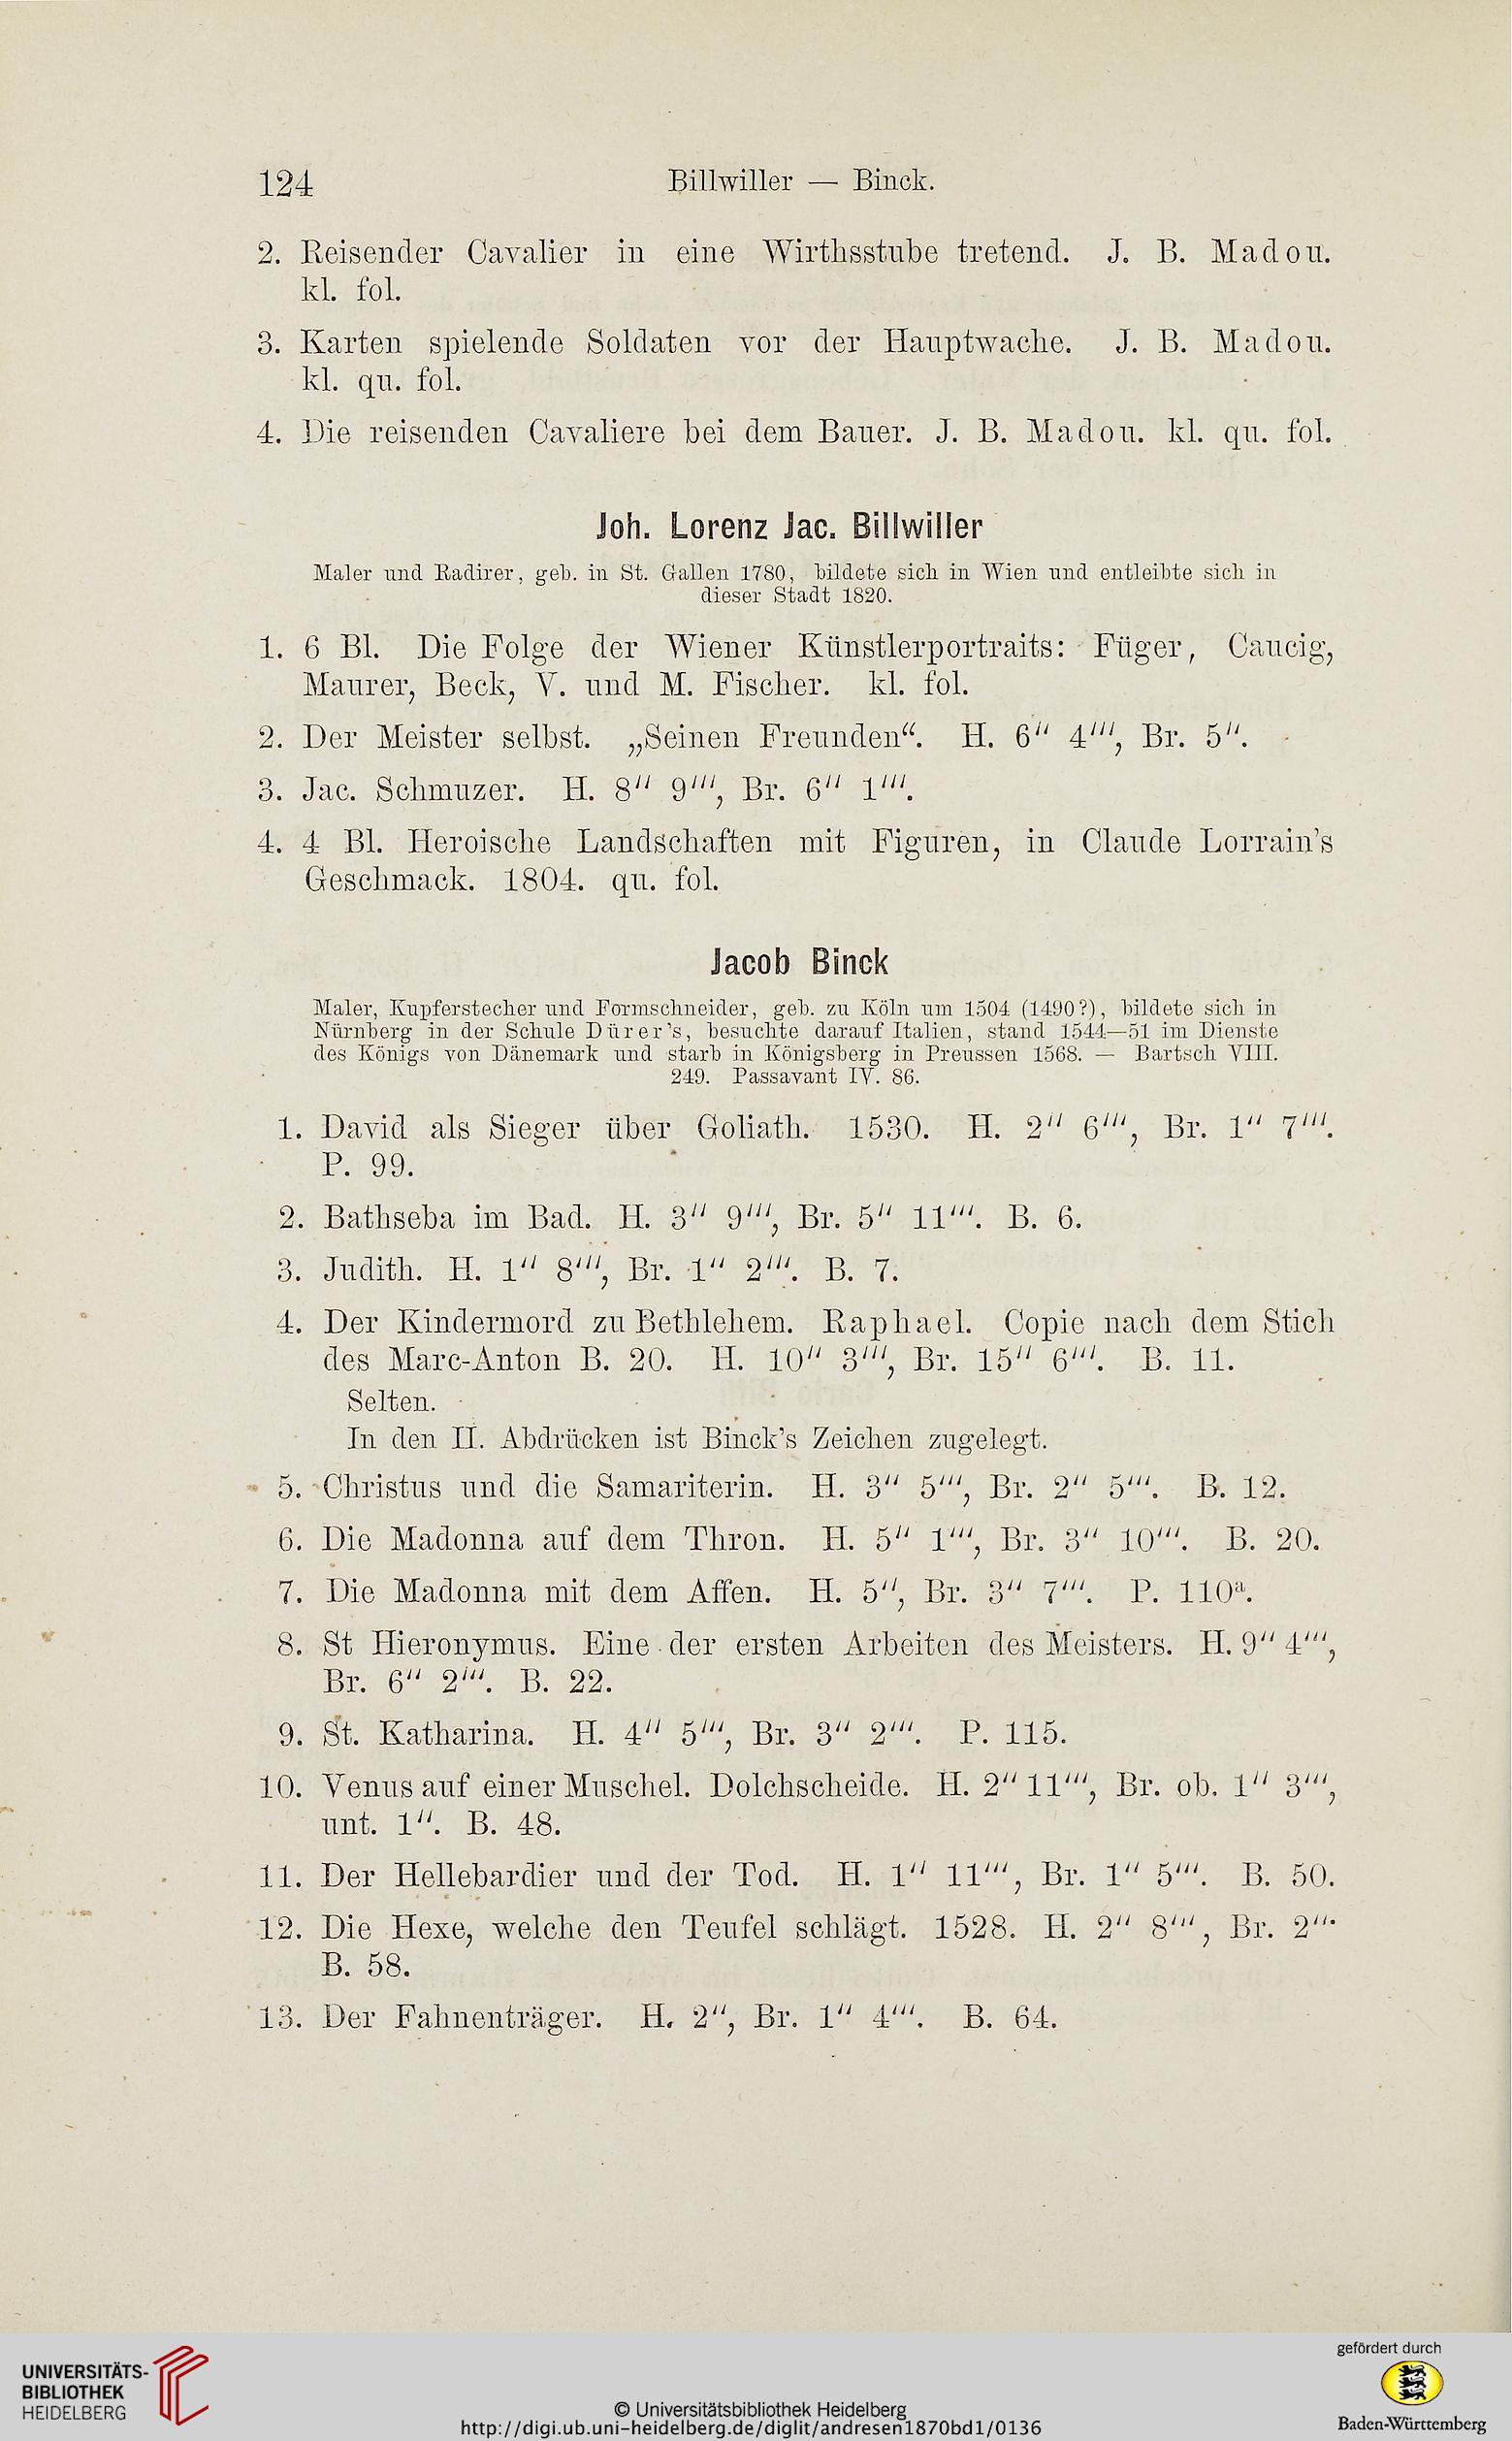 124
Billwiller — Binck.
2. Reisender Cavalier in eine Wirthsstube tretend. J. B. Madou.
kl. fol.
3. Karten spielende Soldaten vor der Hauptwache. J. B. Madou.
kl. qu. fol.
4. Die reisenden Cavaliere bei dem Bauer. J. B. Madou. kl. qu. fol.
Joh. Lorenz Jac. Billwiller
Maler und Radirer, geb. in St. Gallen 1780, bildete sich in Wien und entleibte sich in
dieser Stadt 1820.
1. 6 Bl. Die Folge der Wiener Künstlerportraits: Füger, Caucig,
Maurer, Beck, V. und M. Fischer. kl. fol.
2. Der Meister selbst. „Seinen Freunden“. H. 6″ 4‴, Br. 5″.
3. Jac. Schmuzer. H. 8″ 9‴, Br. 6″ 1‴.
4. 4 Bl. Heroische Landschaften mit Figuren, in Claude Lorrain's
Geschmack. 1804. qu. fol.
Jacob Binck
Maler, Kupferstecher und Formschneider, geb. zu Köln um 1504 (1490?), bildete sich in
Nürnberg in der Schule Dürer's, besuchte darauf Italien, stand 1544—51 im Dienste
des Königs von Dänemark und starb in Königsberg in Preussen 1568. — Bartsch VIII.
249. Passavant IV. 86.
1. David als Sieger über Goliath. 1530. H. 2″ 6‴, Br. 1″ 7‴.
P. 99.
2. Bathseba im Bad. H. 3″ 9‴, Br. 5″ 11‴. B. 6.
3. Judith. H. 1″ 8‴, Br. 1″ 2‴. B. 7.
4. Der Kindermord zu Bethlehem. Raphael. Copie nach dem Stich
des Marc-Anton B. 20. H. 10″ 3‴, Br. 15″ 6‴. B. 11.
Selten.
In den II. Abdrücken ist Binck's Zeichen zugelegt.
5. Christus und die Samariterin. H. 3″ 5‴, Br. 2″ 5‴. B. 12.
6. Die Madonna auf dem Thron. H. 5″ 1‴, Br. 3″ 10‴. B. 20.
7. Die Madonna mit dem Affen. H. 5″, Br. 3″ 7‴. P. 110ᵃ.
8. St Hieronymus. Eine der ersten Arbeiten des Meisters. H. 9″ 4‴,
Br. 6″ 2‴. B. 22.
9. St. Katharina. H. 4″ 5‴, Br. 3″ 2‴. P. 115.
10. Venus auf einer Muschel. Dolchscheide. H. 2″ 11‴, Br. ob. 1″ 3‴,
unt. 1″. B. 48.
11. Der Hellebardier und der Tod. H. 1″ 11‴, Br. 1″ 5‴. B. 50.
12. Die Hexe, welche den Teufel schlägt. 1528. H. 2″ 8‴, Br. 2″.
B. 58.
13. Der Fahnenträger. H. 2″, Br. 1″ 4‴. B. 64.
UNIVERSITÄTS-
BIBLIOTHEK
HEIDELBERG
© Universitätsbibliothek Heidelberg
http://digi.ub.uni-heidelberg.de/diglit/andresen1870bd1/0136
gefördert durch
Baden-Württemberg